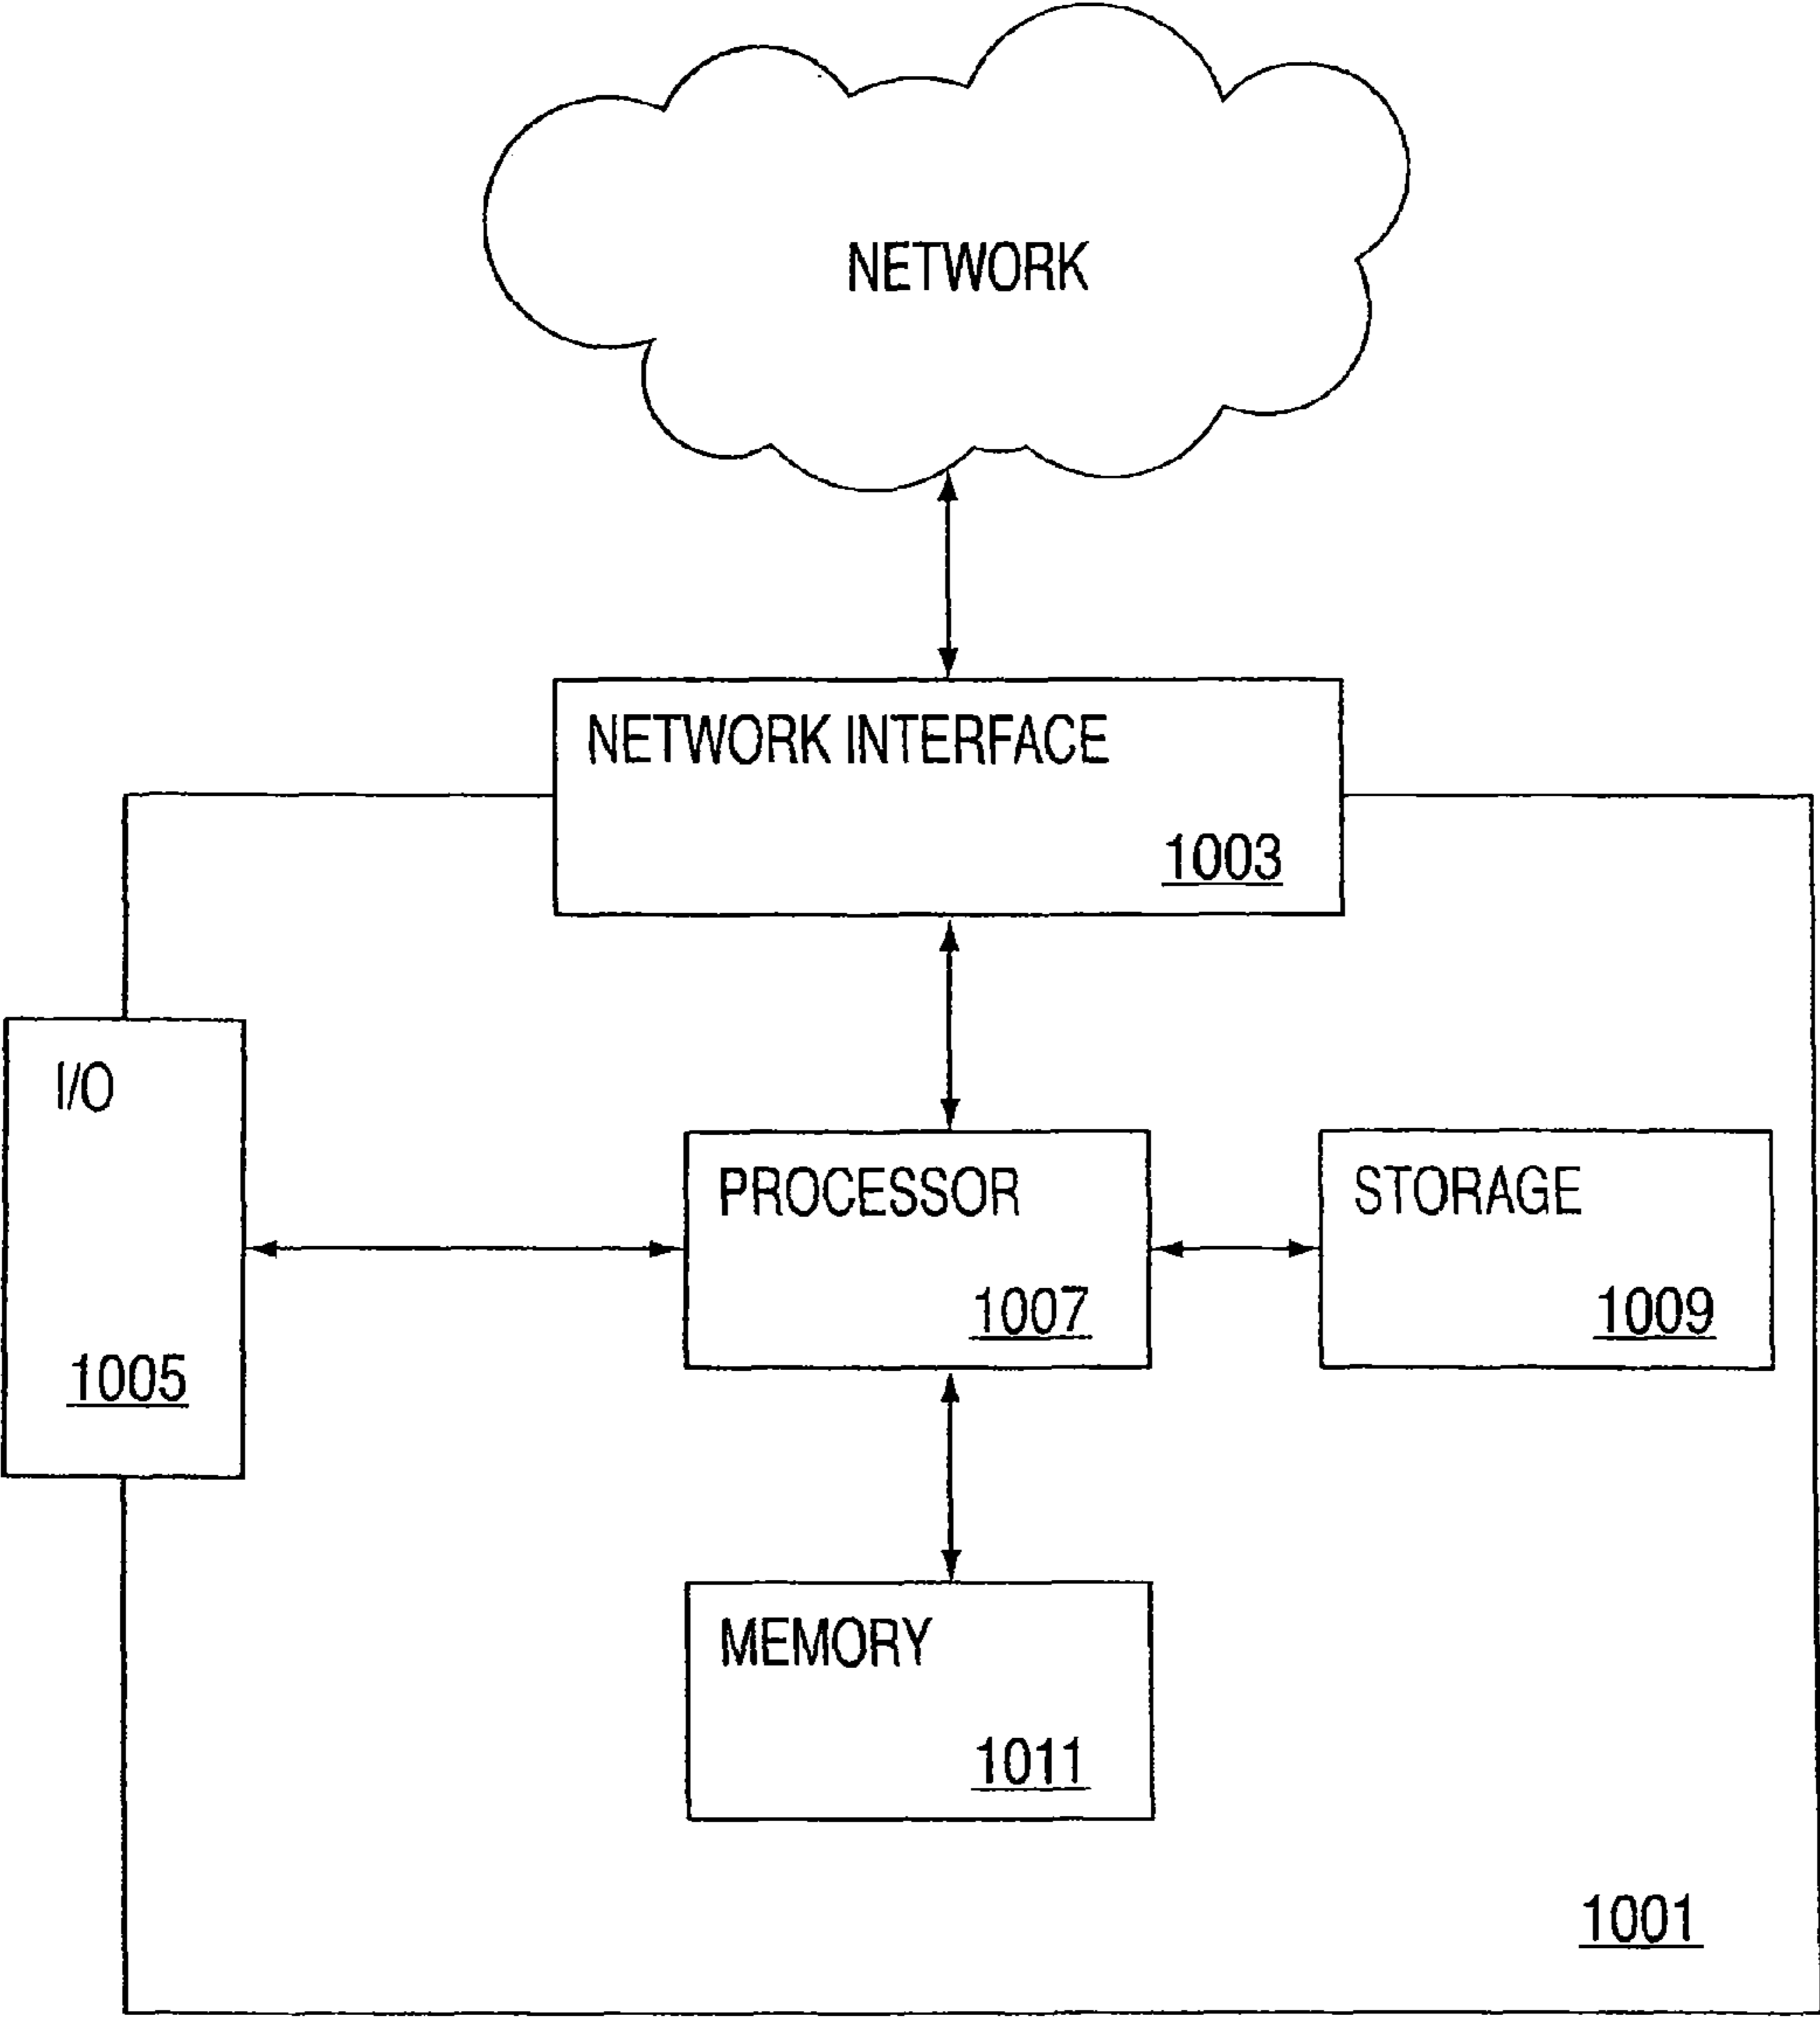 NETWORK
NETWORK INTERFACE
1003
I/O
1005
PROCESSOR
1007
STORAGE
1009
MEMORY
1011
1001